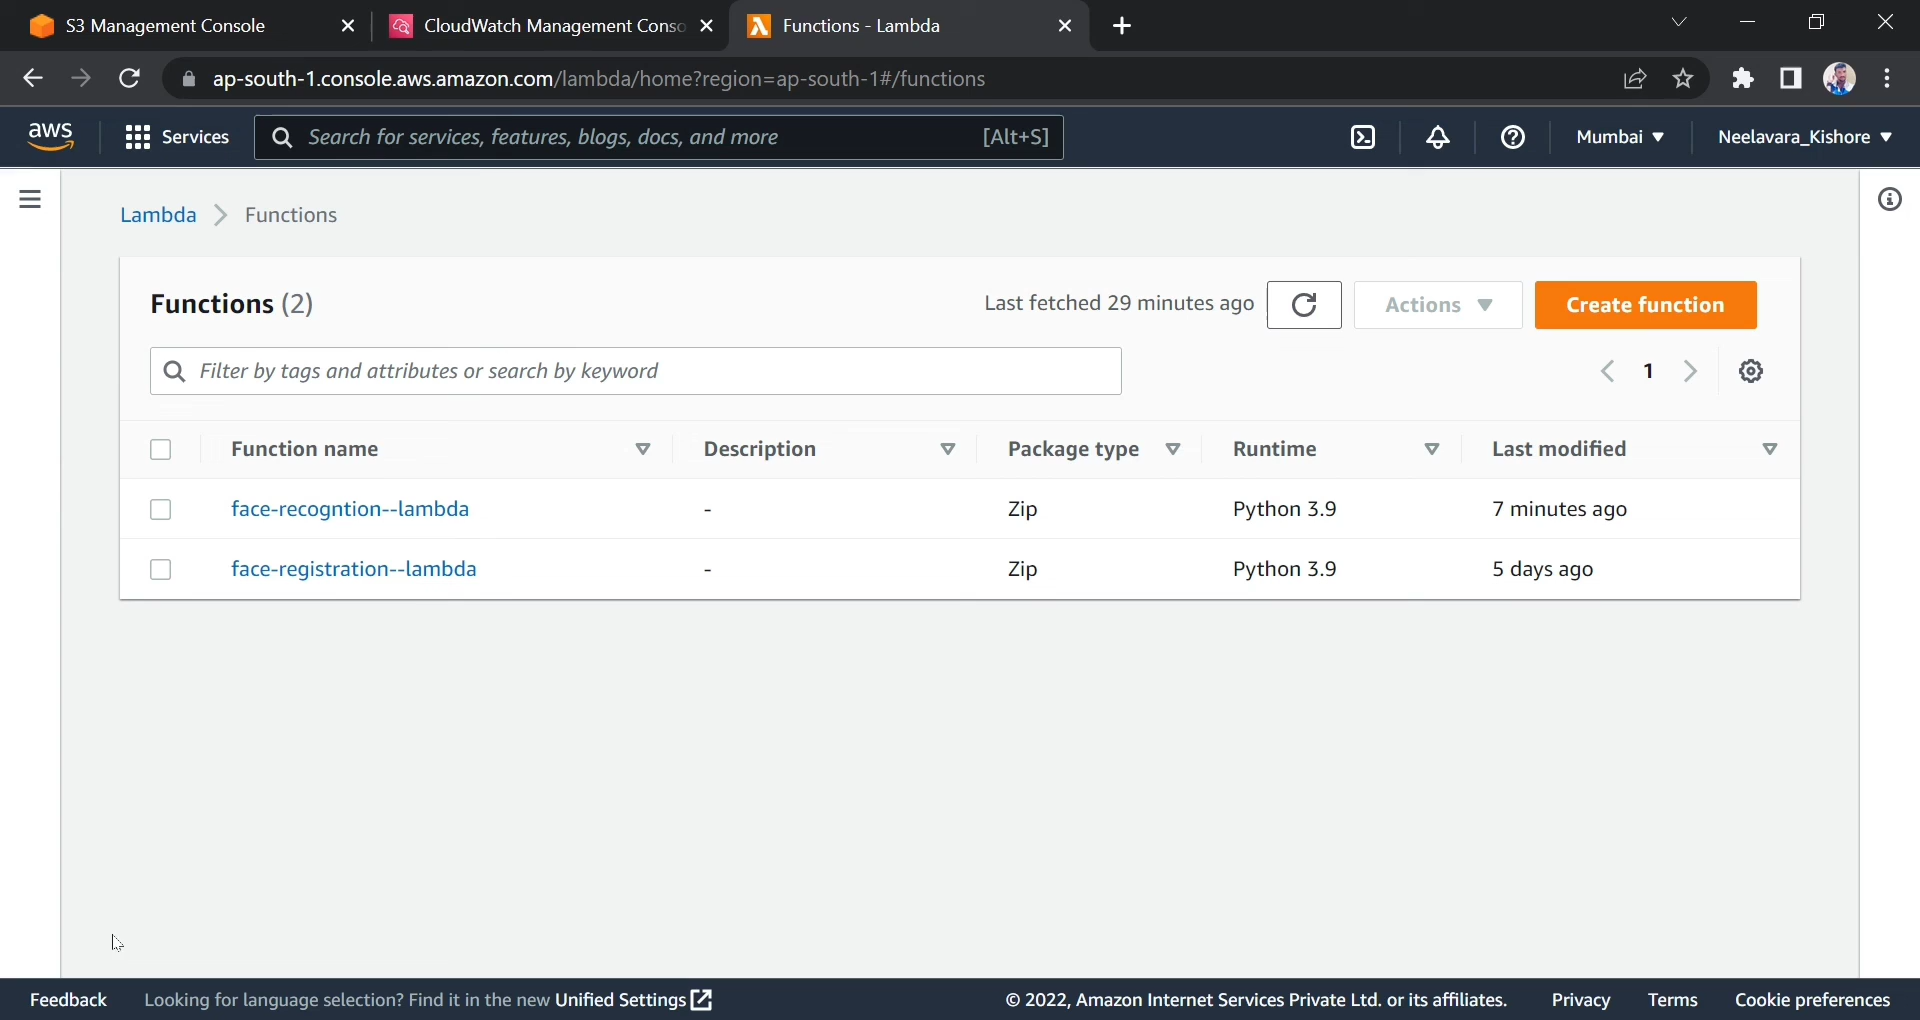 S3 Management Console
CloudWatch Management Conso
Functions - Lambda
ap-south-1.console.aws.amazon.com/lambda/home?region=ap-south-1#/functions
aws
Services
Search for services, features, blogs, docs, and more
[Alt+S]
Mumbai
Neelavara_Kishore
Lambda
Functions
Functions (2)
Last fetched 29 minutes ago
Actions
Create function
Filter by tags and attributes or search by keyword
1
Function name Description Package type Runtime Last modified
face-recogntion--lambda - Zip Python 3.9 7 minutes ago
face-registration--lambda - Zip Python 3.9 5 days ago
Feedback Looking for language selection? Find it in the new Unified Settings © 2022, Amazon Internet Services Private Ltd. or its affiliates. Privacy Terms Cookie preferences